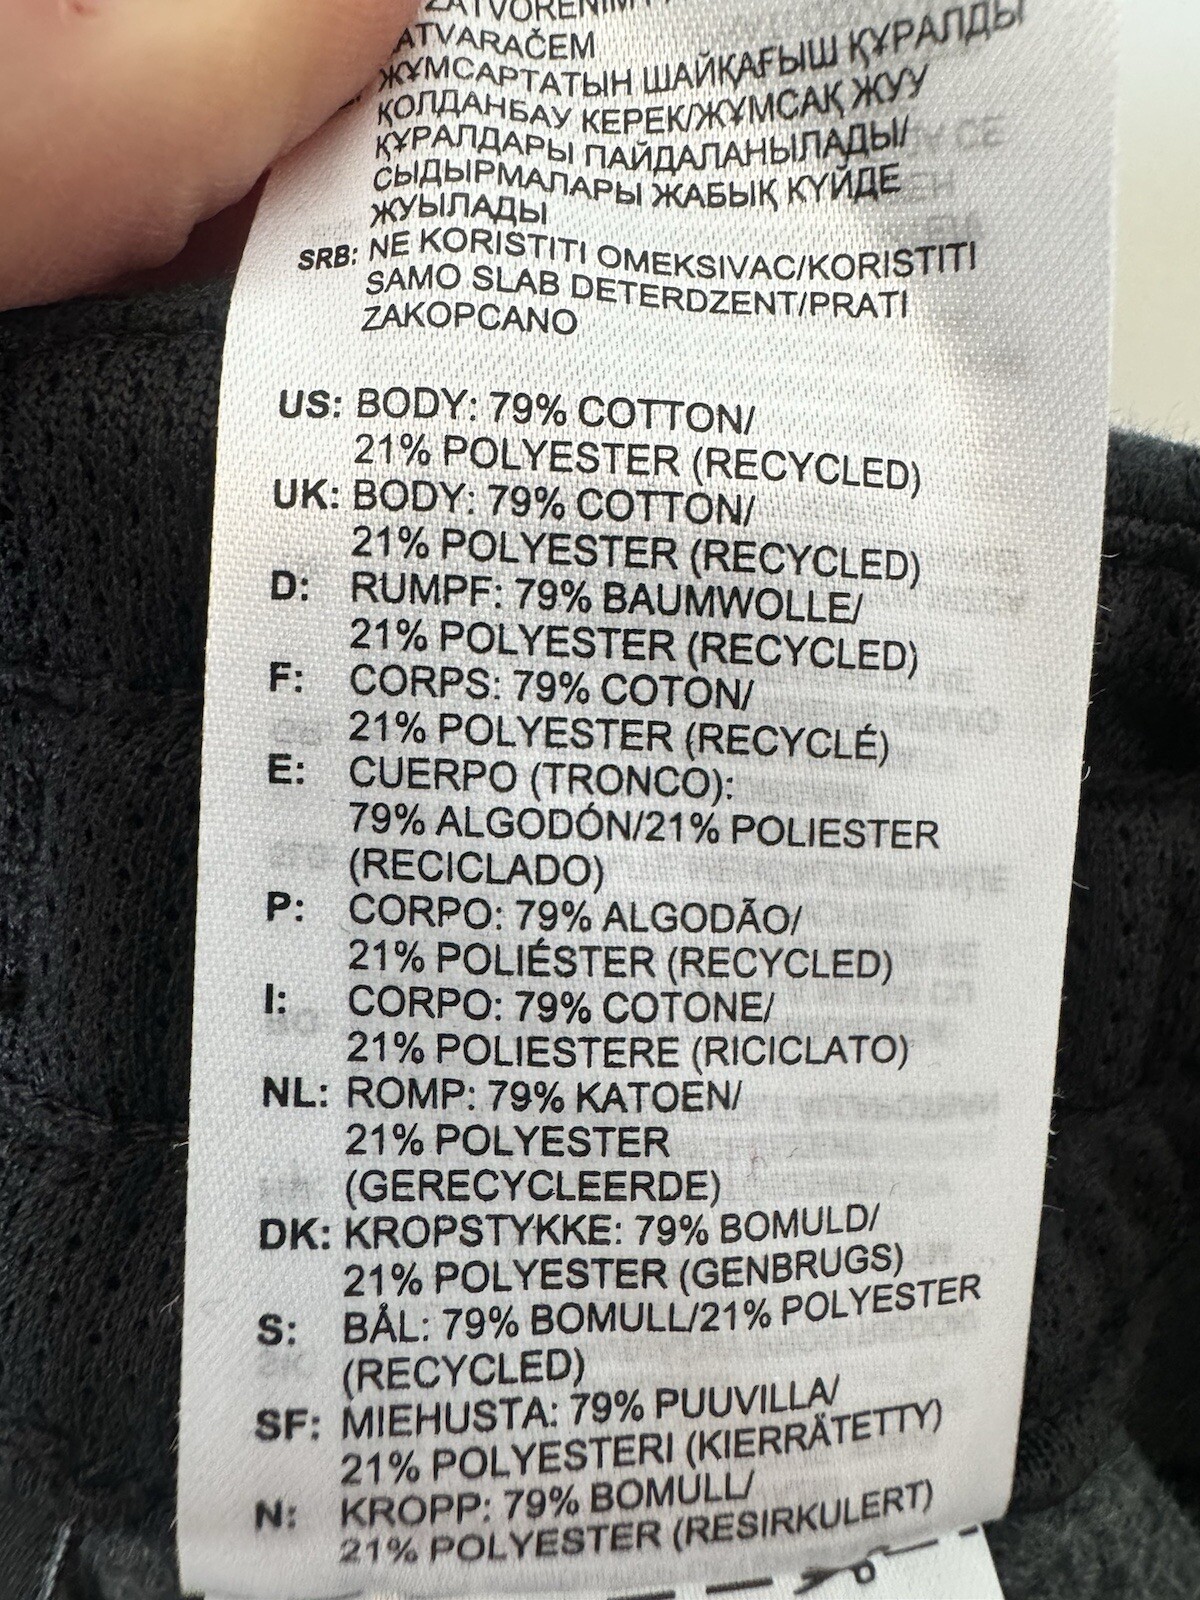 ZATVORENIM
ATVARAČEM
ЖҰМСАРТАТЫН ШАЙҚАҒЫШ ҚҰРАЛДЫ
ҚОЛДАНБАУ КЕРЕК/ЖҰМСАҚ ЖУУ
ҚҰРАЛДАРЫ ПАЙДАЛАНЫЛАДЫ/
СЫДЫРМАЛАРЫ ЖАБЫҚ КҮЙДЕ
ЖУЫЛАДЫ
SRB: NE KORISTITI OMEKSIVAC/KORISTITI
SAMO SLAB DETERDZENT/PRATI
ZAKOPCANO
US: BODY: 79% COTTON/
21% POLYESTER (RECYCLED)
UK: BODY: 79% COTTON/
21% POLYESTER (RECYCLED)
D: RUMPF: 79% BAUMWOLLE/
21% POLYESTER (RECYCLED)
F: CORPS: 79% COTON/
21% POLYESTER (RECYCLÉ)
E: CUERPO (TRONCO):
79% ALGODÓN/21% POLIESTER
(RECICLADO)
P: CORPO: 79% ALGODÃO/
21% POLIÉSTER (RECYCLED)
I: CORPO: 79% COTONE/
21% POLIESTERE (RICICLATO)
NL: ROMP: 79% KATOEN/
21% POLYESTER
(GERECYCLEERDE)
DK: KROPSTYKKE: 79% BOMULD/
21% POLYESTER (GENBRUGS)
S: BÅL: 79% BOMULL/21% POLYESTER
(RECYCLED)
SF: MIEHUSTA: 79% PUUVILLA/
21% POLYESTERI (KIERRÄTETTY)
N: KROPP: 79% BOMULL/
21% POLYESTER (RESIRKULERT)